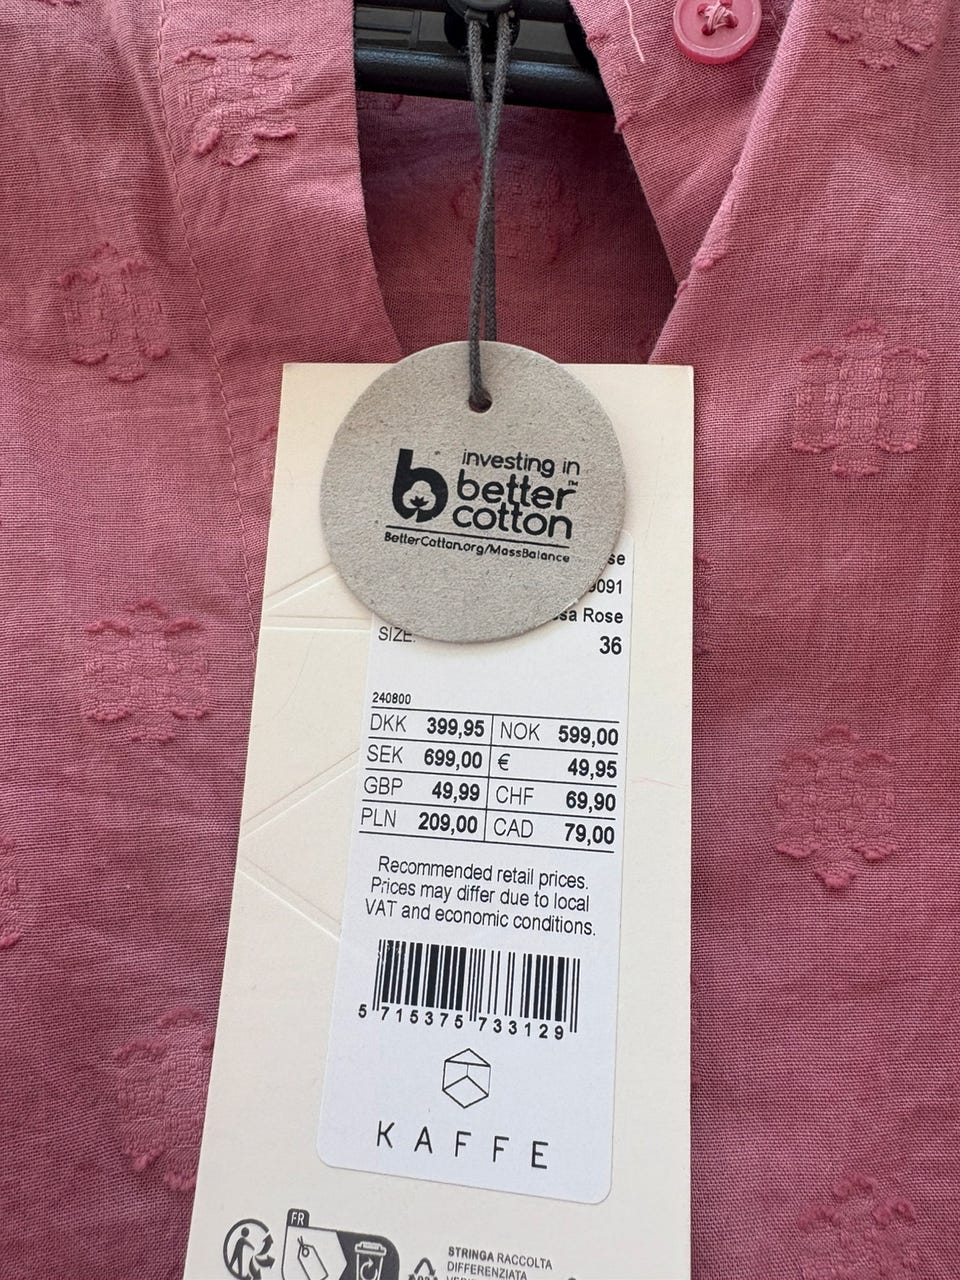 investing in
better™
cotton
BetterCotton.org/MassBalance
Rose
SIZE: 36
240800
DKK 399,95 NOK 599,00
SEK 699,00 € 49,95
GBP 49,99 CHF 69,90
PLN 209,00 CAD 79,00
Recommended retail prices.
Prices may differ due to local
VAT and economic conditions.
5 715375 733129
KAFFE
FR
STRINGA RACCOLTA
DIFFERENZIATA